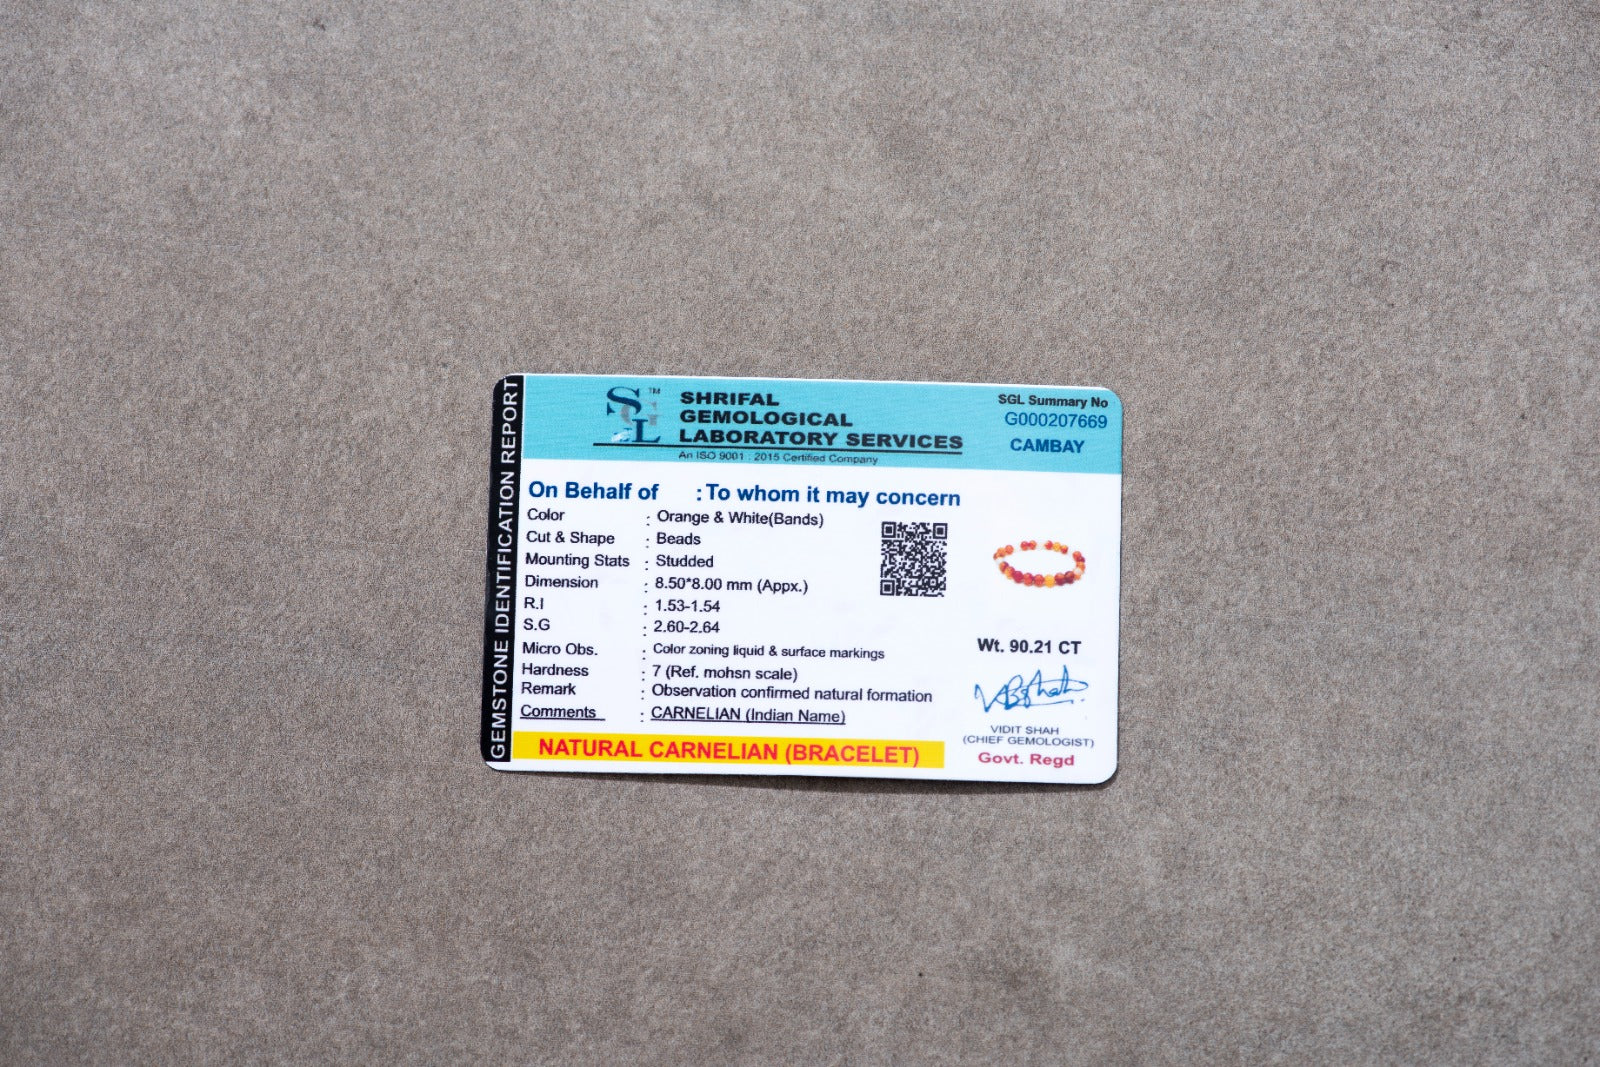 GEMSTONE IDENTIFICATION REPORT
SGL ™
SHRIFAL
GEMOLOGICAL
LABORATORY SERVICES
An ISO 9001 : 2015 Certified Company
SGL Summary No
G000207669
CAMBAY
On Behalf of : To whom it may concern
Color : Orange & White(Bands)
Cut & Shape : Beads
Mounting Stats : Studded
Dimension : 8.50*8.00 mm (Appx.)
R.I : 1.53-1.54
S.G : 2.60-2.64
Micro Obs. : Color zoning liquid & surface markings
Hardness : 7 (Ref. mohsn scale)
Remark : Observation confirmed natural formation
Comments : CARNELIAN (Indian Name)
NATURAL CARNELIAN (BRACELET)
Wt. 90.21 CT
VIDIT SHAH
(CHIEF GEMOLOGIST)
Govt. Regd